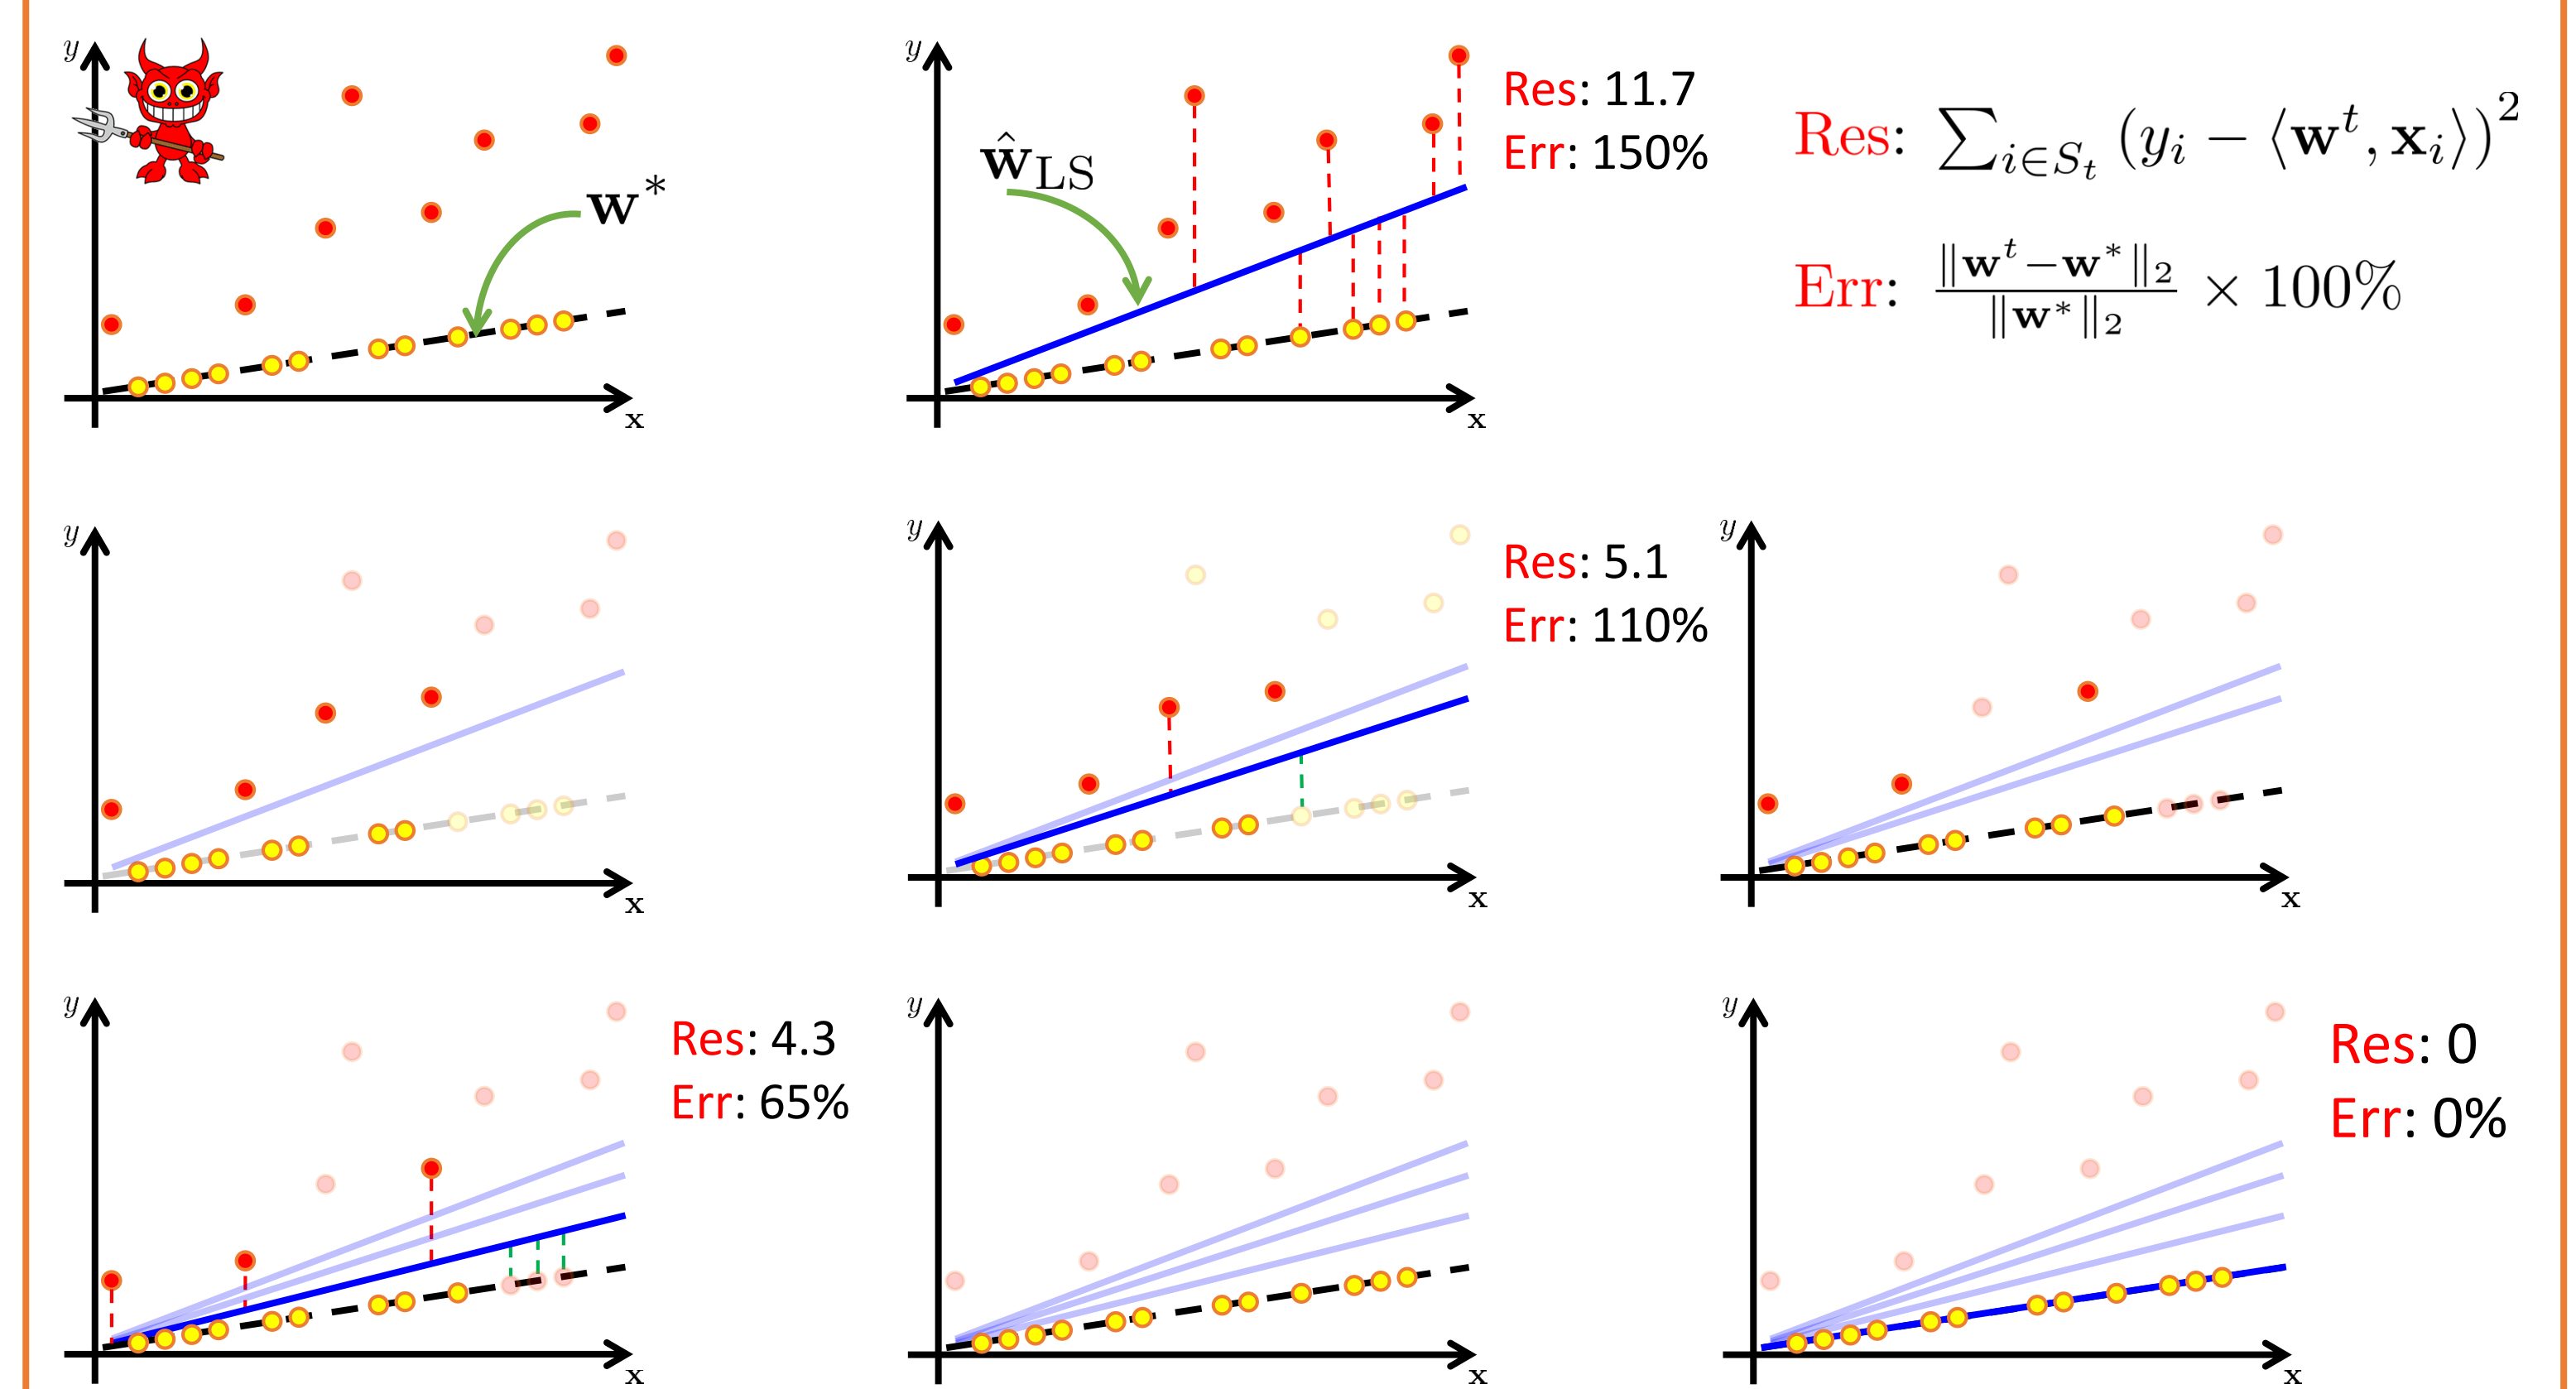 y
w*
x
y
ŵ_LS
x
Res: 11.7
Err: 150%
Res: ∑_{i∈S_t} (y_i − ⟨w^t, x_i⟩)^2
Err: ‖w^t − w*‖_2 / ‖w*‖_2 × 100%
y
x
y
x
Res: 5.1
Err: 110%
y
x
y
x
Res: 4.3
Err: 65%
y
x
y
x
Res: 0
Err: 0%